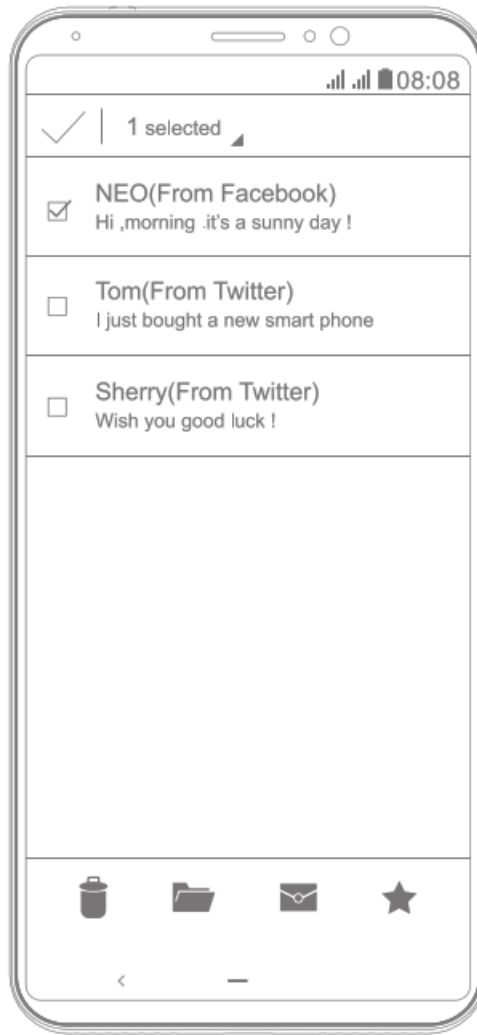 08:08
1 selected
NEO(From Facebook)
Hi ,morning .it's a sunny day !
Tom(From Twitter)
I just bought a new smart phone
Sherry(From Twitter)
Wish you good luck !